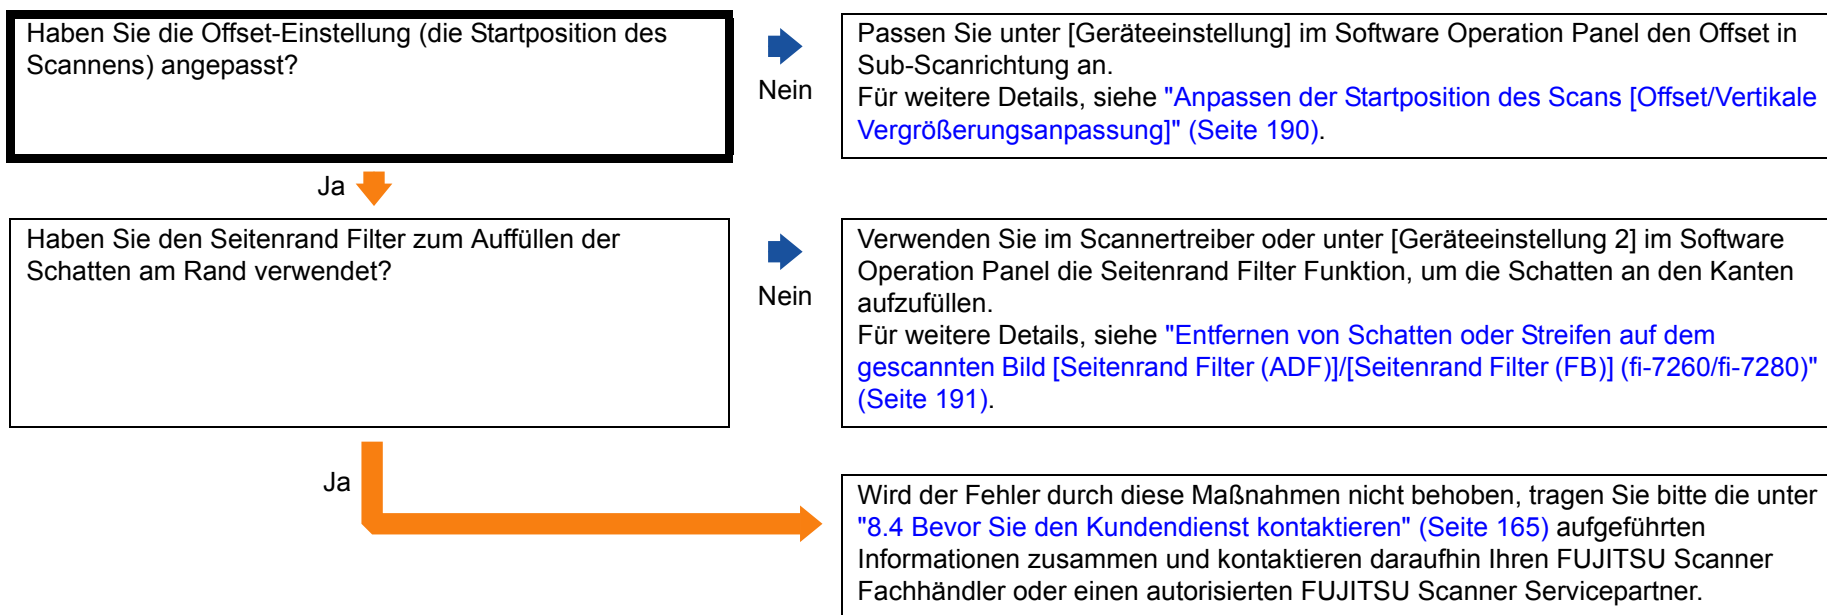 Haben Sie die Offset-Einstellung (die Startposition des
Scannens) angepasst?
Nein
Passen Sie unter [Geräteeinstellung] im Software Operation Panel den Offset in
Sub-Scanrichtung an.
Für weitere Details, siehe "Anpassen der Startposition des Scans [Offset/Vertikale
Vergrößerungsanpassung]" (Seite 190).
Ja
Haben Sie den Seitenrand Filter zum Auffüllen der
Schatten am Rand verwendet?
Nein
Verwenden Sie im Scannertreiber oder unter [Geräteeinstellung 2] im Software
Operation Panel die Seitenrand Filter Funktion, um die Schatten an den Kanten
aufzufüllen.
Für weitere Details, siehe "Entfernen von Schatten oder Streifen auf dem
gescannten Bild [Seitenrand Filter (ADF)]/[Seitenrand Filter (FB)] (fi-7260/fi-7280)"
(Seite 191).
Ja
Wird der Fehler durch diese Maßnahmen nicht behoben, tragen Sie bitte die unter
"8.4 Bevor Sie den Kundendienst kontaktieren" (Seite 165) aufgeführten
Informationen zusammen und kontaktieren daraufhin Ihren FUJITSU Scanner
Fachhändler oder einen autorisierten FUJITSU Scanner Servicepartner.